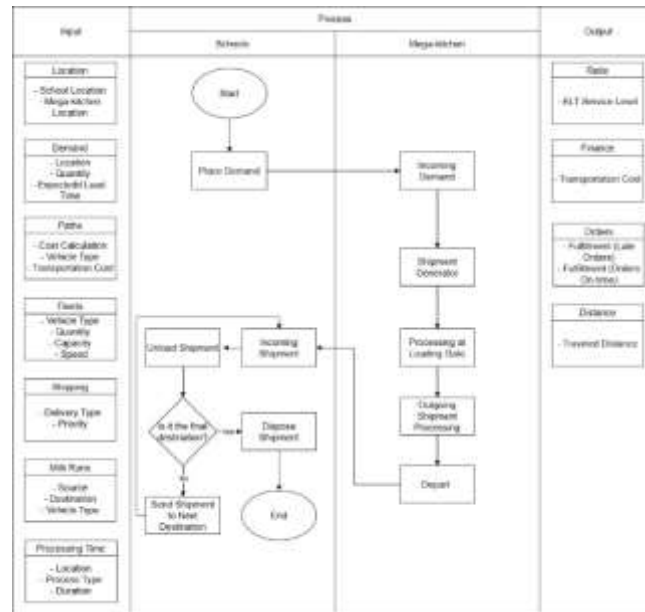 Input
Process
Output
Schools
Mega-kitchen
Location
- School Location
- Mega-kitchen
Location
Demand
- Location
- Quantity
- Expected Lead
Time
Paths
- Cost Calculation
- Vehicle Type
- Transportation Cost
Fleets
- Vehicle Type
- Quantity
- Capacity
- Speed
Shipping
- Delivery Type
- Priority
Milk Runs
- Source
- Destination
- Vehicle Type
Processing Time
- Location
- Process Type
- Duration
Start
Place Demand
Unload Shipment
Incoming
Shipment
Is it the final
destination?
Yes
Dispose
Shipment
No
Send Shipment
to Next
Destination
End
Incoming
Demand
Shipment
Generator
Processing at
Loading Gate
Outgoing
Shipment
Processing
Depart
Ratio
- ELT Service Level
Finance
- Transportation Cost
Orders
- Fulfillment (Late
Orders)
- Fulfillment (Orders
On-time)
Distance
- Traveled Distance